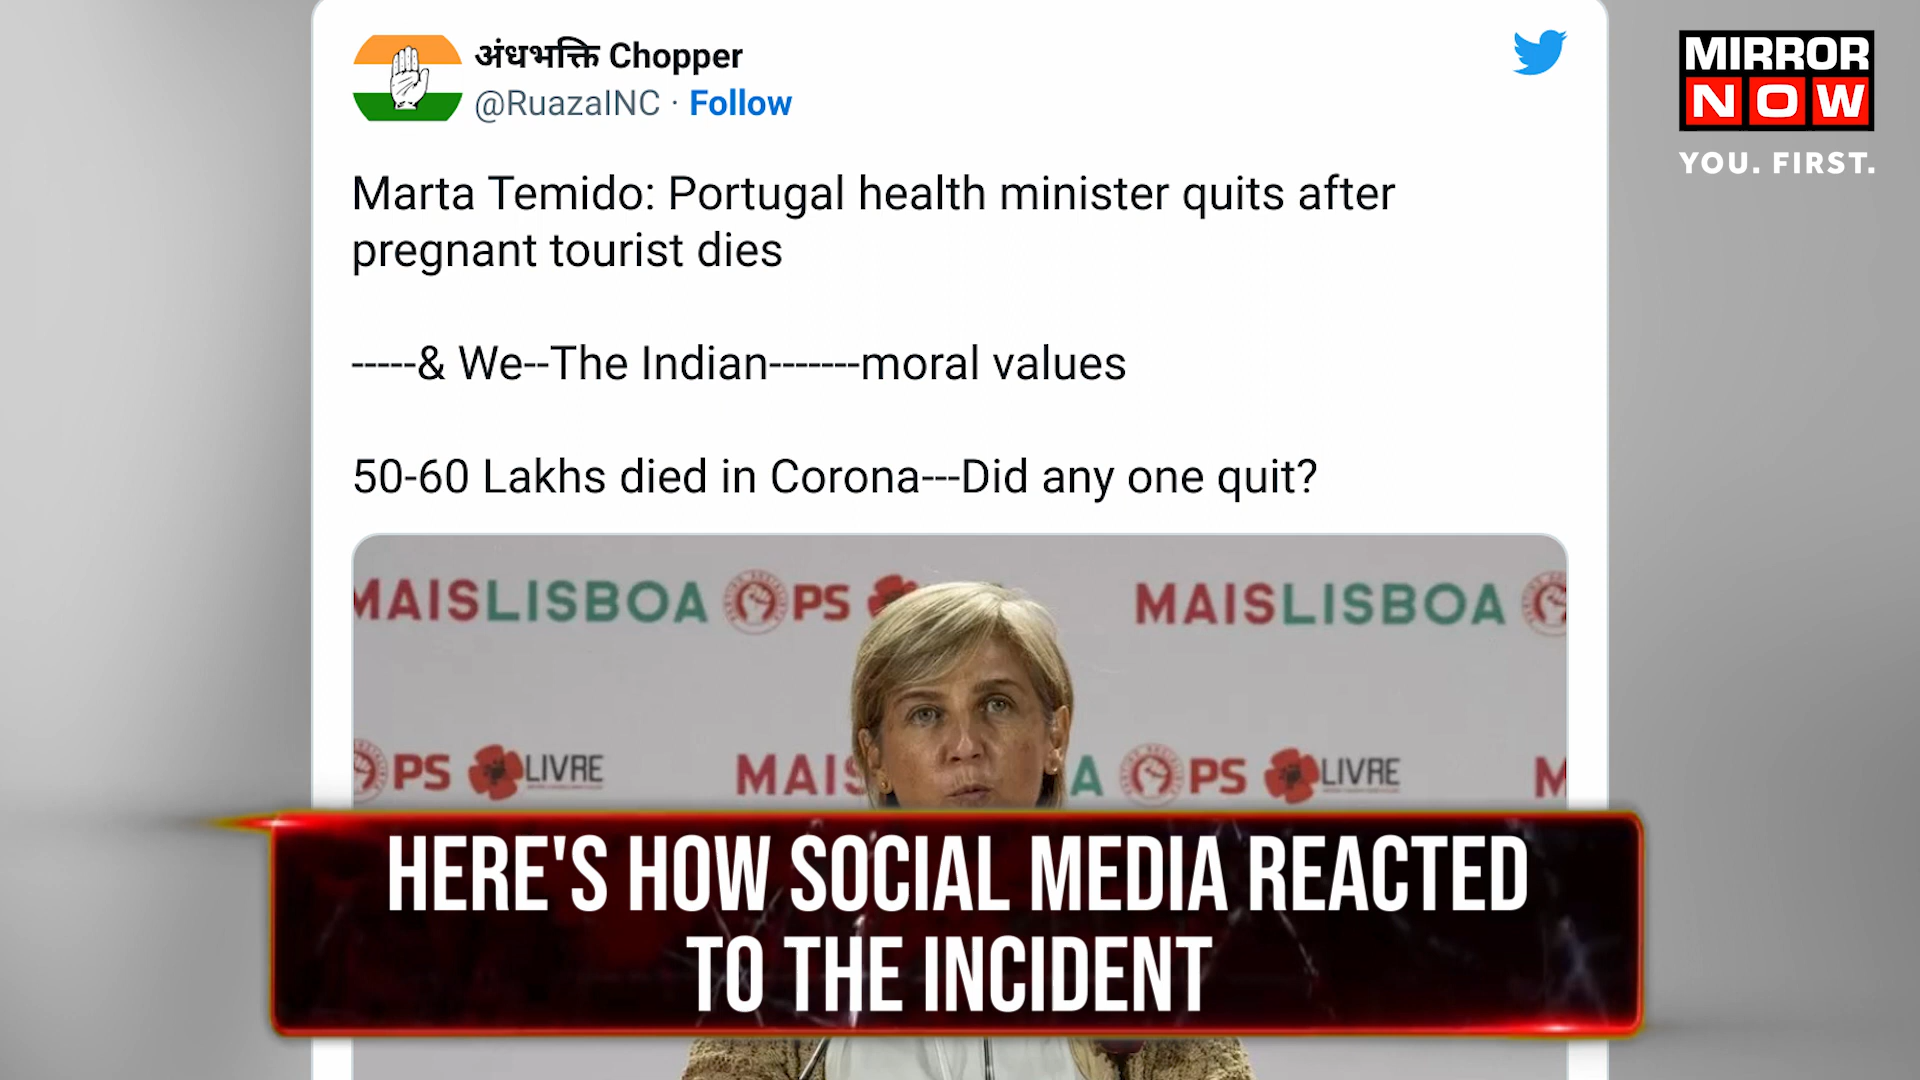 अंधभक्ति Chopper
@RuazaINC · Follow
MIRROR
NOW
YOU. FIRST.
Marta Temido: Portugal health minister quits after
pregnant tourist dies
-----& We--The Indian-------moral values
50-60 Lakhs died in Corona---Did any one quit?
MAISLISBOA PS MAISLISBOA
PS LIVRE MAIS A PS LIVRE M
HERE'S HOW SOCIAL MEDIA REACTED
TO THE INCIDENT